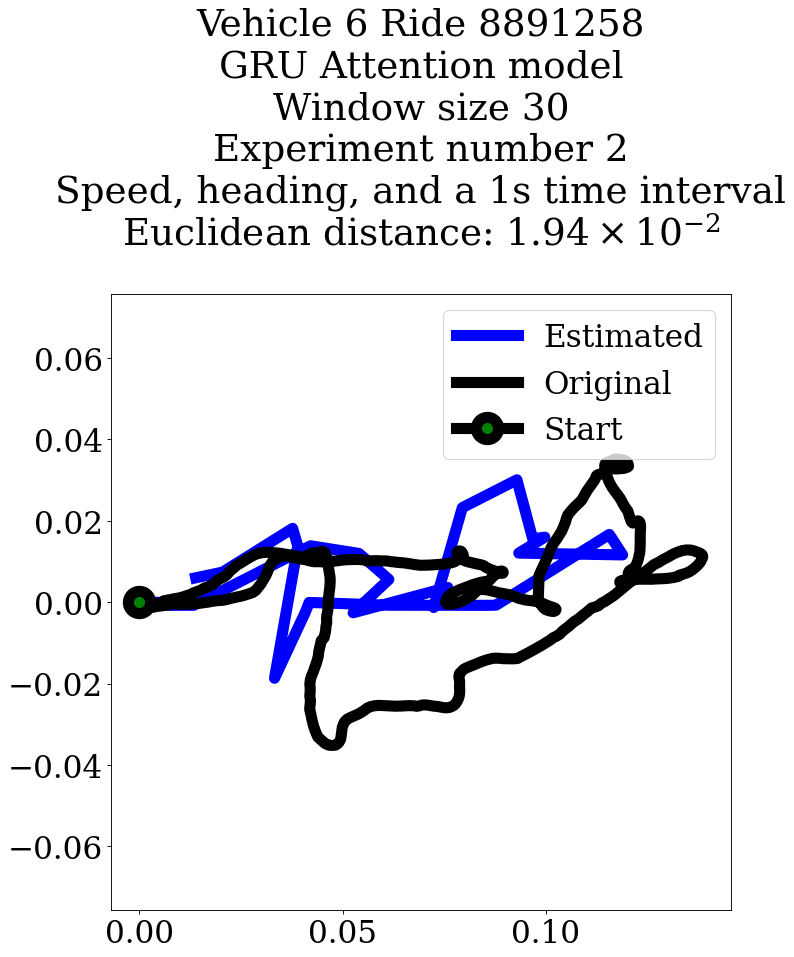 Vehicle 6 Ride 8891258
GRU Attention model
Window size 30
Experiment number 2
Speed, heading, and a 1s time interval
Euclidean distance: 1.94 × 10⁻²
Estimated
Original
Start
0.06
0.04
0.02
0.00
−0.02
−0.04
−0.06
0.00 0.05 0.10